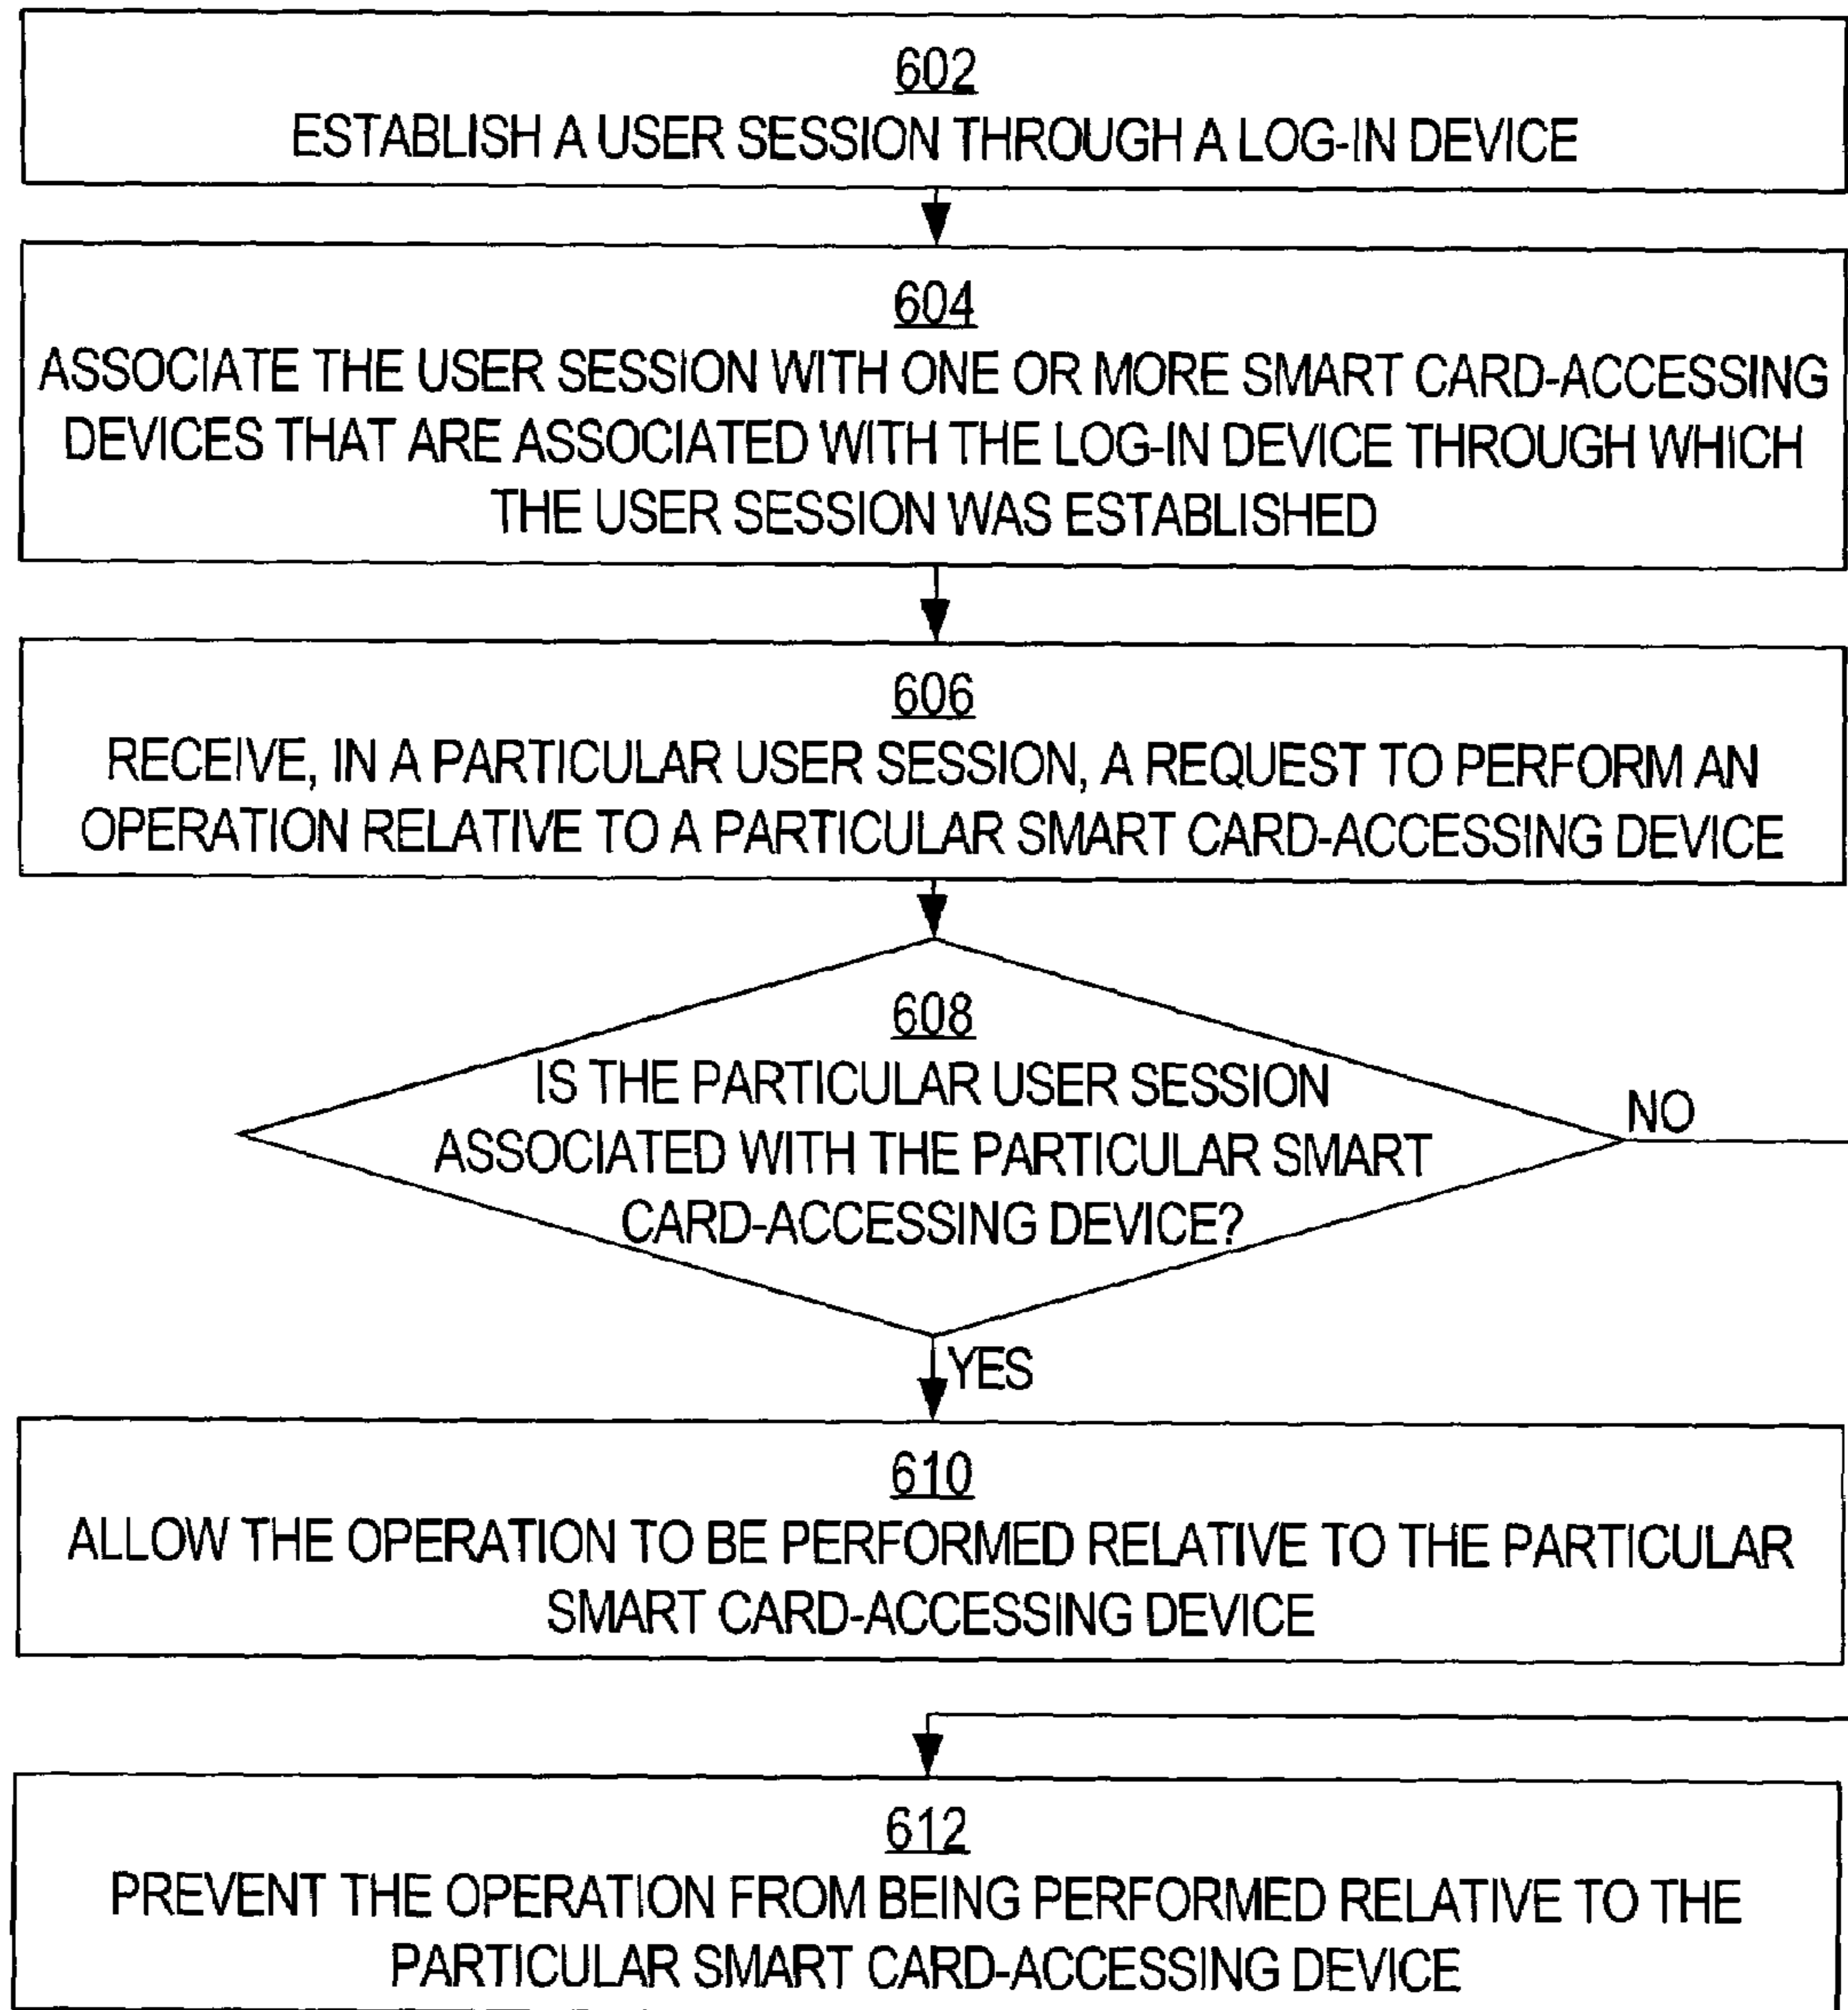 602
ESTABLISH A USER SESSION THROUGH A LOG-IN DEVICE
604
ASSOCIATE THE USER SESSION WITH ONE OR MORE SMART CARD-ACCESSING
DEVICES THAT ARE ASSOCIATED WITH THE LOG-IN DEVICE THROUGH WHICH
THE USER SESSION WAS ESTABLISHED
606
RECEIVE, IN A PARTICULAR USER SESSION, A REQUEST TO PERFORM AN
OPERATION RELATIVE TO A PARTICULAR SMART CARD-ACCESSING DEVICE
608
IS THE PARTICULAR USER SESSION
ASSOCIATED WITH THE PARTICULAR SMART
CARD-ACCESSING DEVICE?
NO
YES
610
ALLOW THE OPERATION TO BE PERFORMED RELATIVE TO THE PARTICULAR
SMART CARD-ACCESSING DEVICE
612
PREVENT THE OPERATION FROM BEING PERFORMED RELATIVE TO THE
PARTICULAR SMART CARD-ACCESSING DEVICE